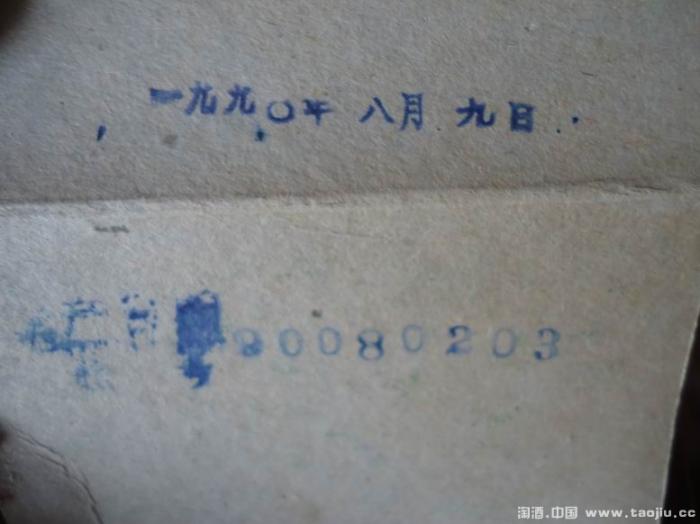 一九九〇年 八月 九日.
90080203
淘酒.中国 www.taojiu.cc